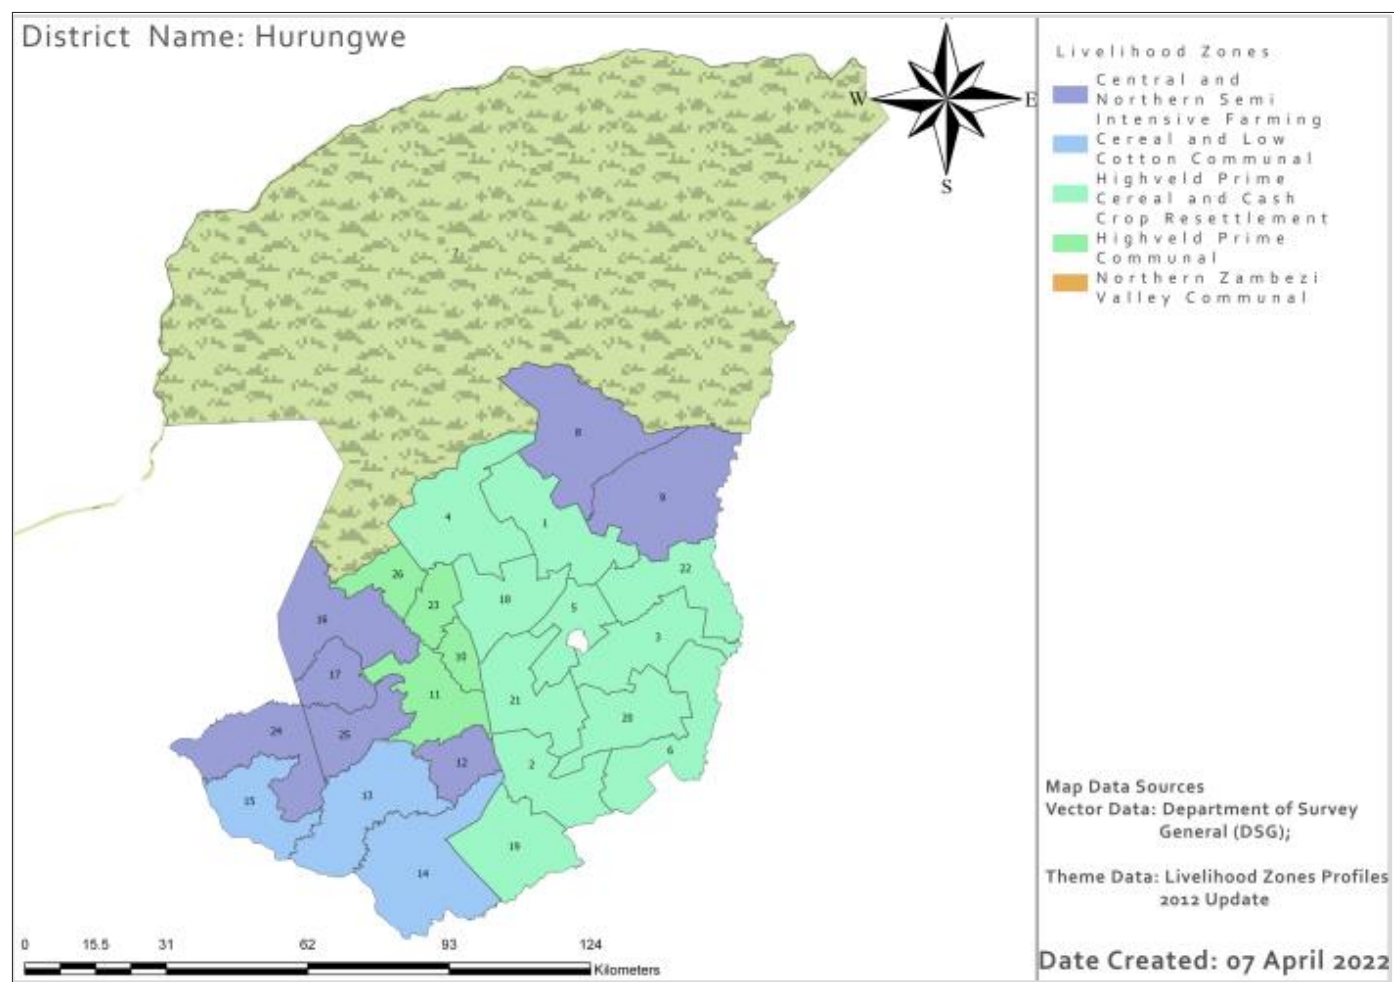 District Name: Hurungwe
W
E
S
7
8
9
4
1
22
26
23
18
5
16
10
3
17
11
21
20
24
25
12
2
6
15
13
19
14
0 15.5 31 62 93 124
Kilometers
Livelihood Zones
Central and
Northern Semi
Intensive Farming
Cereal and Low
Cotton Communal
Highveld Prime
Cereal and Cash
Crop Resettlement
Highveld Prime
Communal
Northern Zambezi
Valley Communal
Map Data Sources
Vector Data: Department of Survey
General (DSG);
Theme Data: Livelihood Zones Profiles
2012 Update
Date Created: 07 April 2022